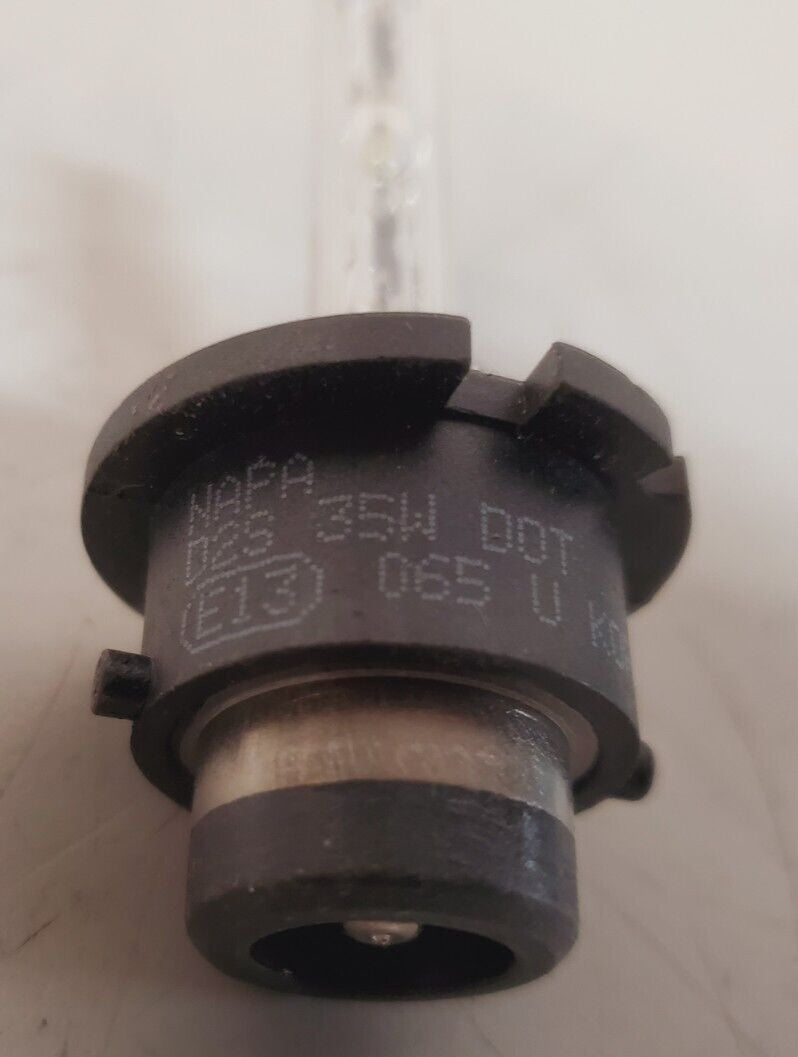 NAPA
D2S 35W DOT
E13 065 U